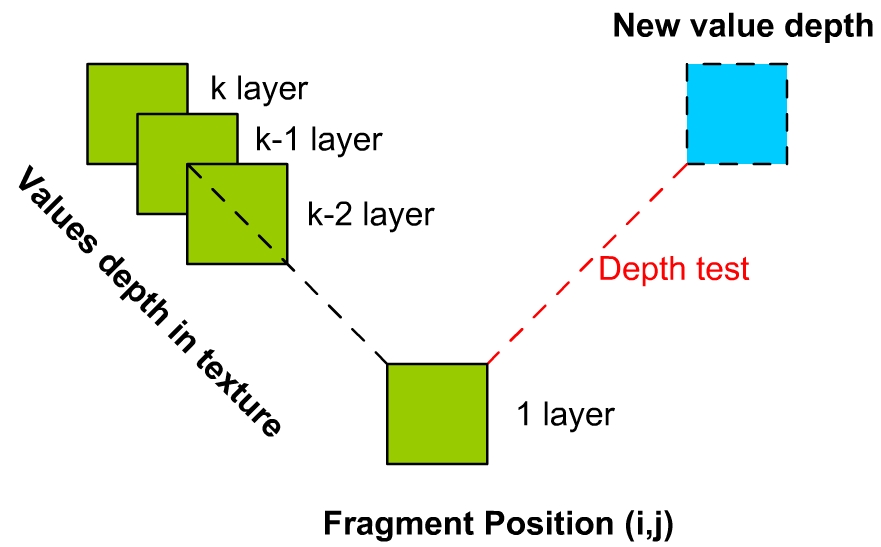 New value depth
k layer
k-1 layer
k-2 layer
Values depth in texture
Depth test
1 layer
Fragment Position (i,j)